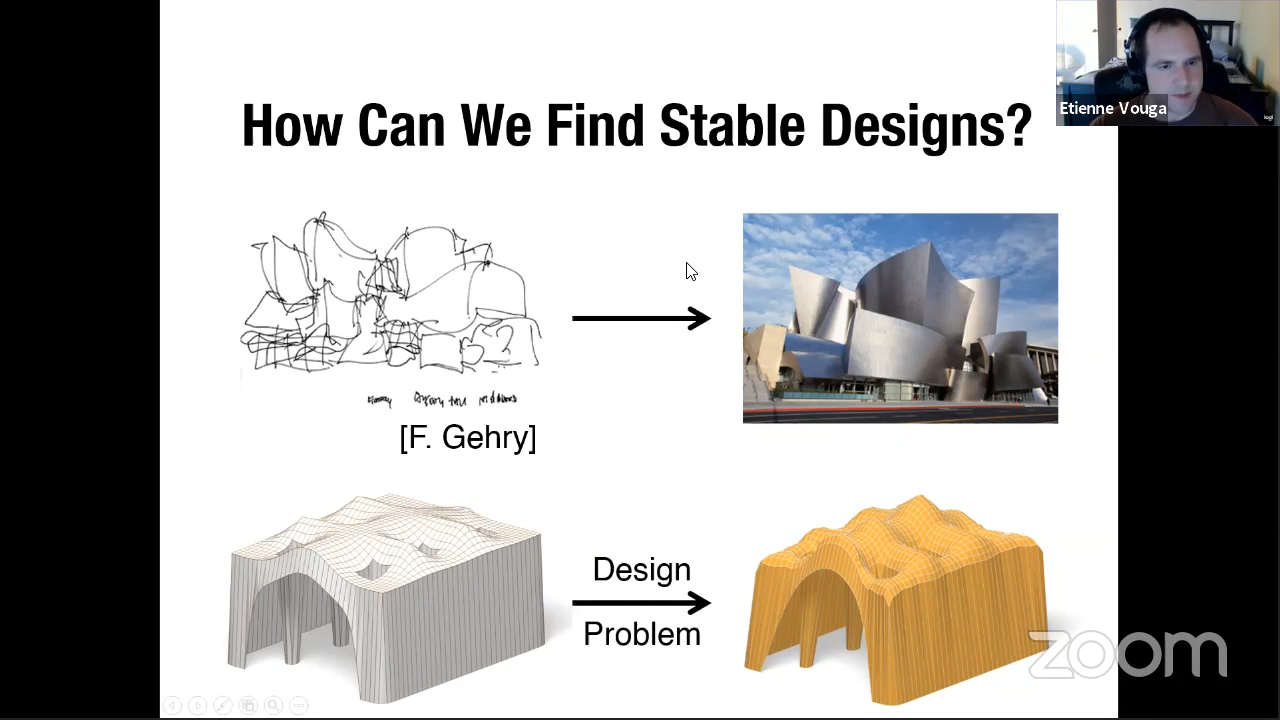 How Can We Find Stable Designs?
Etienne Vouga
[F. Gehry]
Design
Problem
zoom